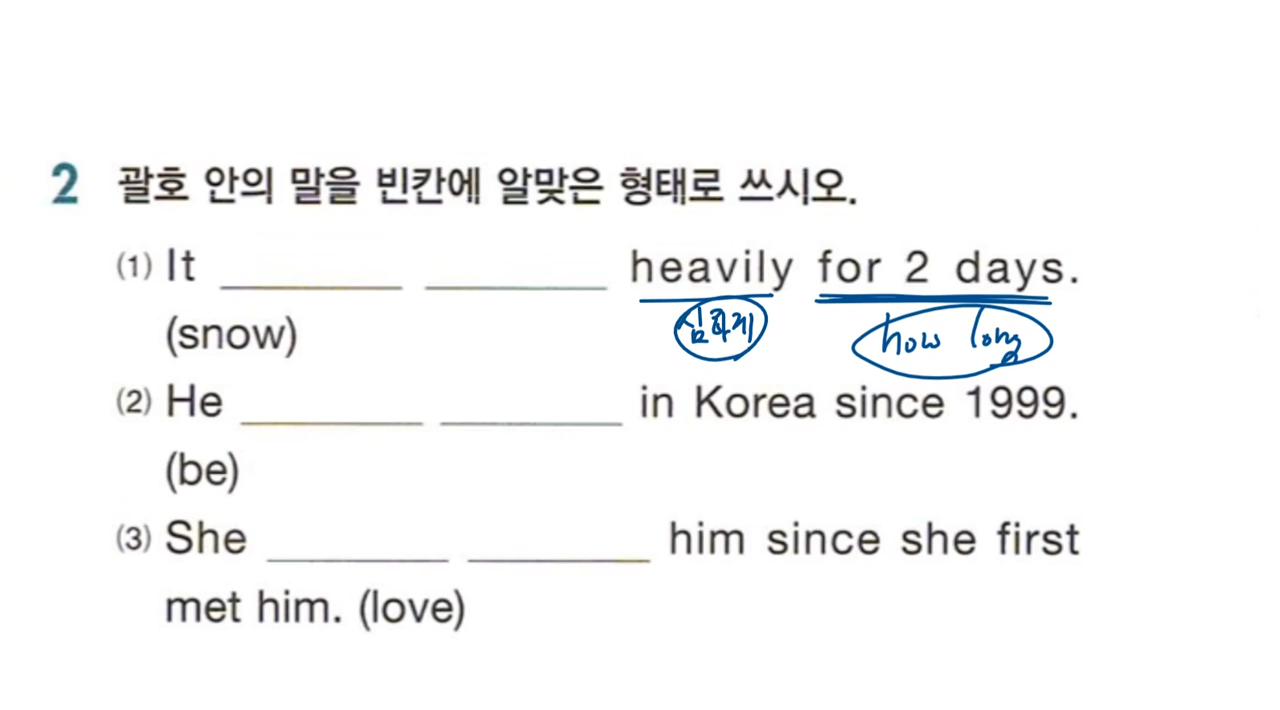 2 괄호 안의 말을 빈칸에 알맞은 형태로 쓰시오.
(1) It ________ ________ heavily for 2 days.
심하게 how long
(snow)
(2) He ________ ________ in Korea since 1999.
(be)
(3) She ________ ________ him since she first
met him. (love)